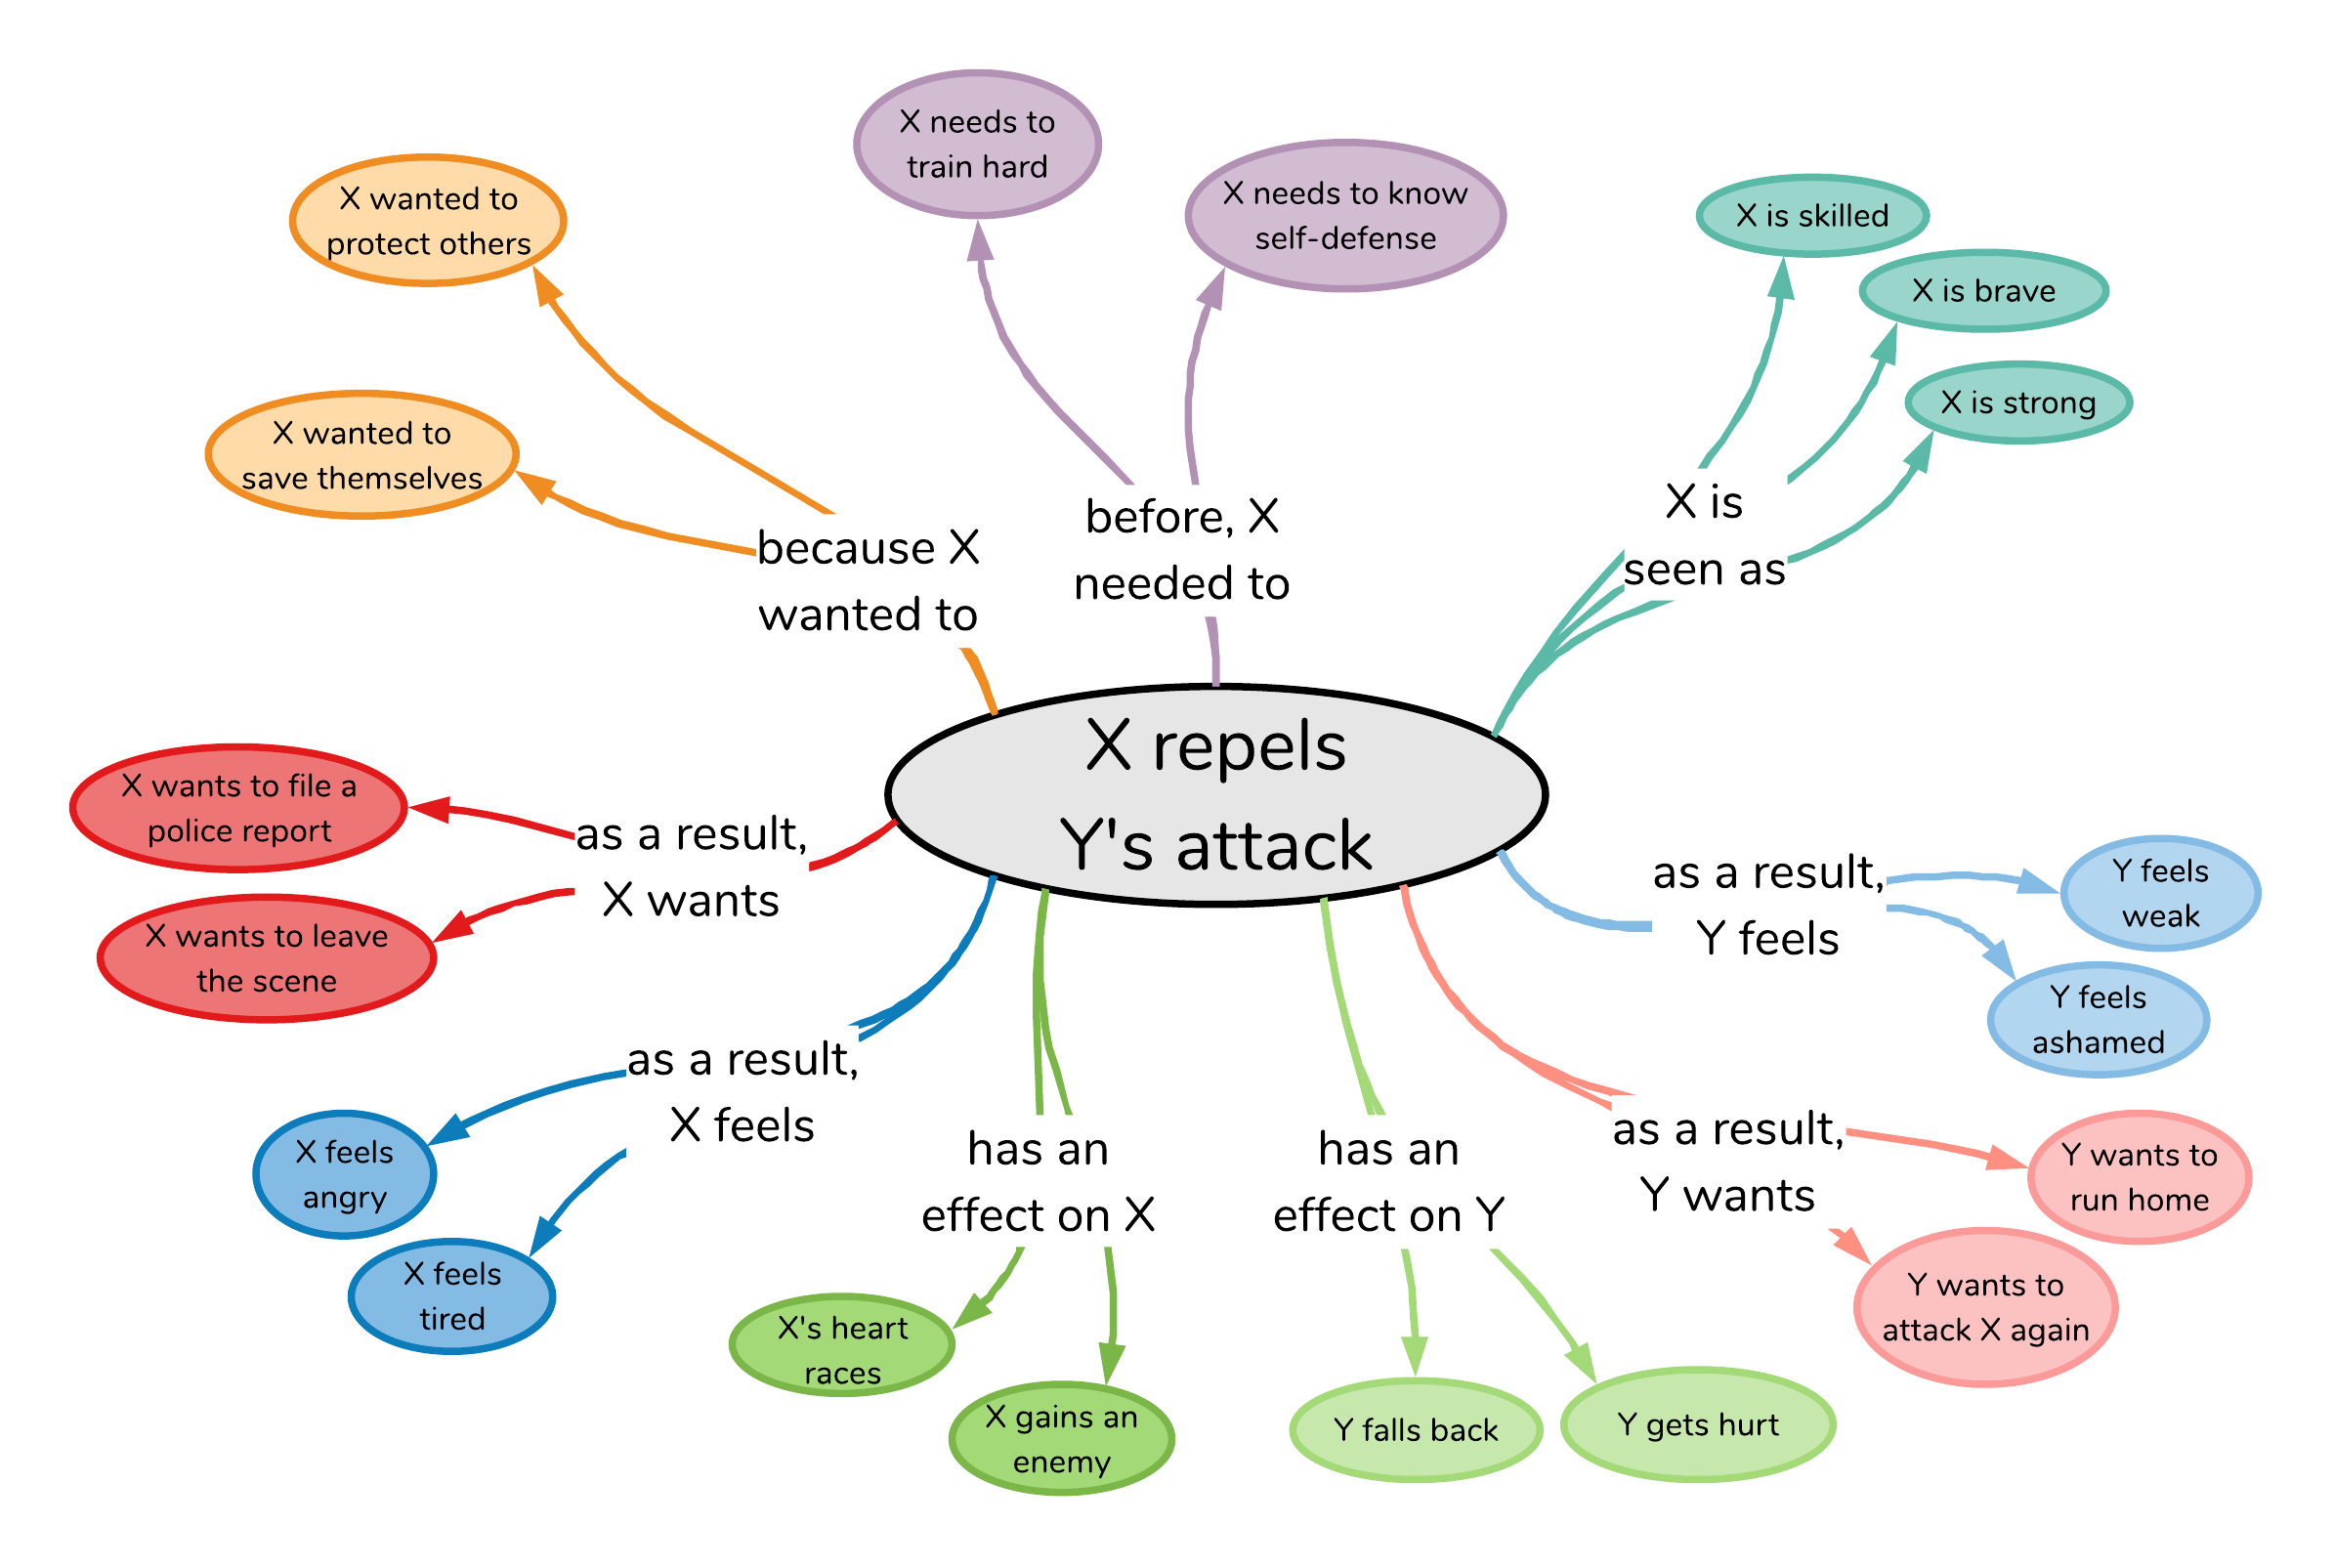 X needs to
train hard
X needs to know
self-defense
X wanted to
protect others
X is skilled
X is brave
X is strong
X wanted to
save themselves
because X
wanted to
before, X
needed to
X is
seen as
X repels
Y's attack
X wants to file a
police report
X wants to leave
the scene
as a result,
X wants
as a result,
Y feels
Y feels
weak
Y feels
ashamed
as a result,
X feels
X feels
angry
X feels
tired
has an
effect on X
X's heart
races
X gains an
enemy
has an
effect on Y
Y falls back
Y gets hurt
as a result,
Y wants
Y wants to
run home
Y wants to
attack X again